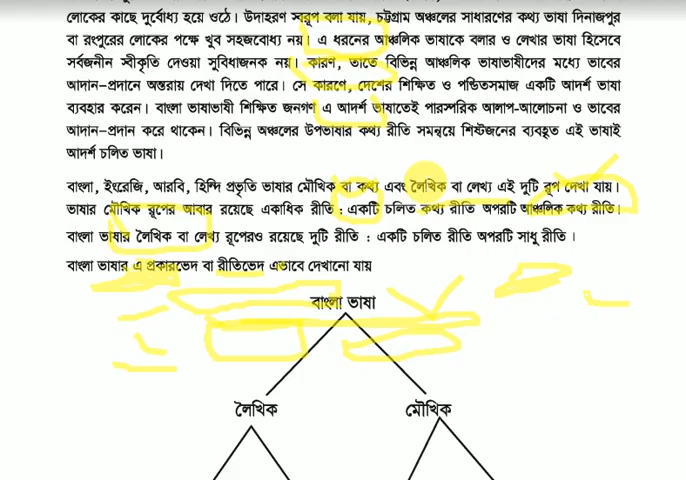 লোকের কাছে দুর্বোধ্য হয়ে ওঠে। উদাহরণ স্বরূপ বলা যায়, চট্টগ্রাম অঞ্চলের সাধারণের কথ্য ভাষা দিনাজপুর
বা রংপুরের লোকের পক্ষে খুব সহজবোধ্য নয়। এ ধরনের আঞ্চলিক ভাষাকে বলার ও লেখার ভাষা হিসেবে
সর্বজনীন স্বীকৃতি দেওয়া সুবিধাজনক নয়। কারণ, তাতে বিভিন্ন আঞ্চলিক ভাষাভাষীদের মধ্যে ভাবের
আদান-প্রদানে অন্তরায় দেখা দিতে পারে। সে কারণে, দেশের শিক্ষিত ও পন্ডিতসমাজ একটি আদর্শ ভাষা
ব্যবহার করেন। বাংলা ভাষাভাষী শিক্ষিত জনগণ এ আদর্শ ভাষাতেই পারস্পরিক আলাপ-আলোচনা ও ভাবের
আদান-প্রদান করে থাকেন। বিভিন্ন অঞ্চলের উপভাষার কথ্য রীতি সমন্বয়ে শিষ্টজনের ব্যবহৃত এই ভাষাই
আদর্শ চলিত ভাষা।
বাংলা, ইংরেজি, আরবি, হিন্দি প্রভৃতি ভাষার মৌখিক বা কথ্য এবং লৈখিক বা লেখ্য এই দুটি রূপ দেখা যায়।
ভাষার মৌখিক রূপের আবার রয়েছে একাধিক রীতি : একটি চলিত কথ্য রীতি অপরটি আঞ্চলিক কথ্য রীতি।
বাংলা ভাষার লৈখিক বা লেখ্য রূপেরও রয়েছে দুটি রীতি : একটি চলিত রীতি অপরটি সাধু রীতি ।
বাংলা ভাষার এ প্রকারভেদ বা রীতিভেদ এভাবে দেখানো যায়
বাংলা ভাষা
লৈখিক মৌখিক